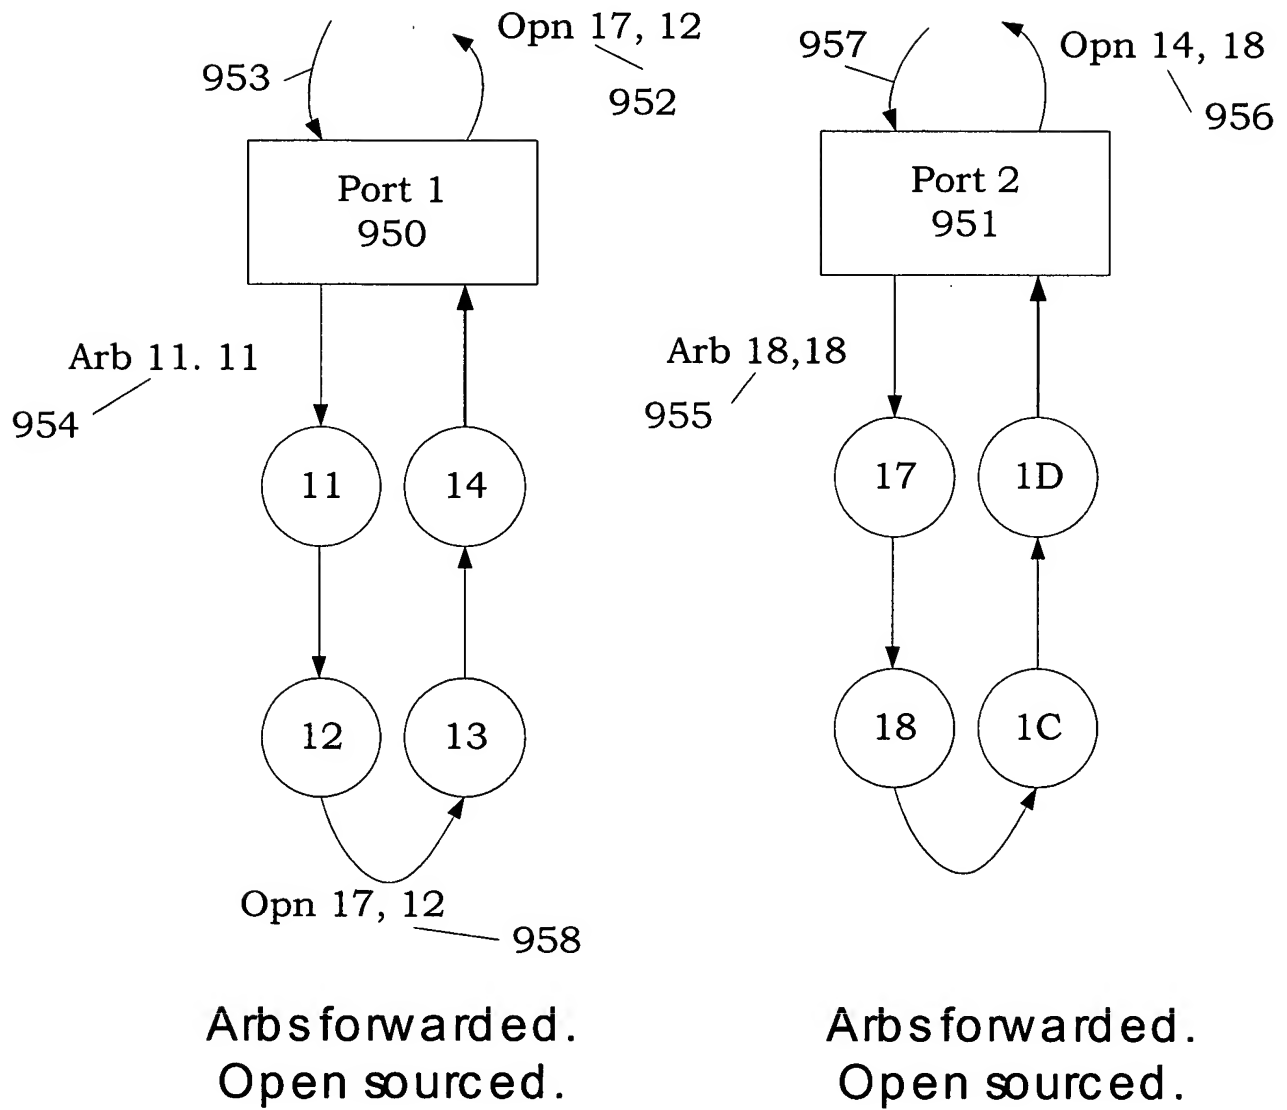 Opn 17, 12
953
952
957
Opn 14, 18
956
Port 1
950
Port 2
951
Arb 11. 11
954
Arb 18,18
955
11
14
17
1D
12
13
18
1C
Opn 17, 12
958
Arbs forwarded.
Open sourced.
Arbs forwarded.
Open sourced.